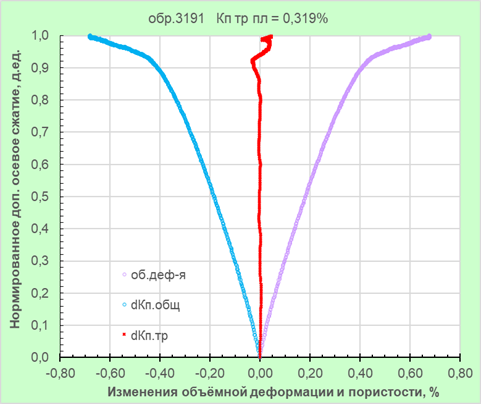 обр.3191 Кп тр пл = 0,319%
Нормированное доп. осевое сжатие, д.ед.
1,0
0,9
0,8
0,7
0,6
0,5
0,4
0,3
0,2
0,1
0,0
об.деф-я
dКп.общ
dКп.тр
-0,80 -0,60 -0,40 -0,20 0,00 0,20 0,40 0,60 0,80
Изменения объёмной деформации и пористости, %